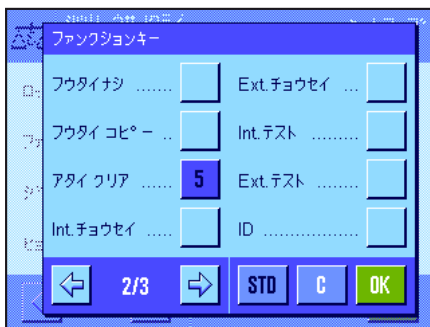 ファンクションキー
フウタイナシ ....... Ext.チョウセイ ...
フウタイ コピー .. Int.テスト .........
アタイ クリア ...... 5 Ext.テスト ........
Int.チョウセイ .... ID ...................
2/3 STD C OK